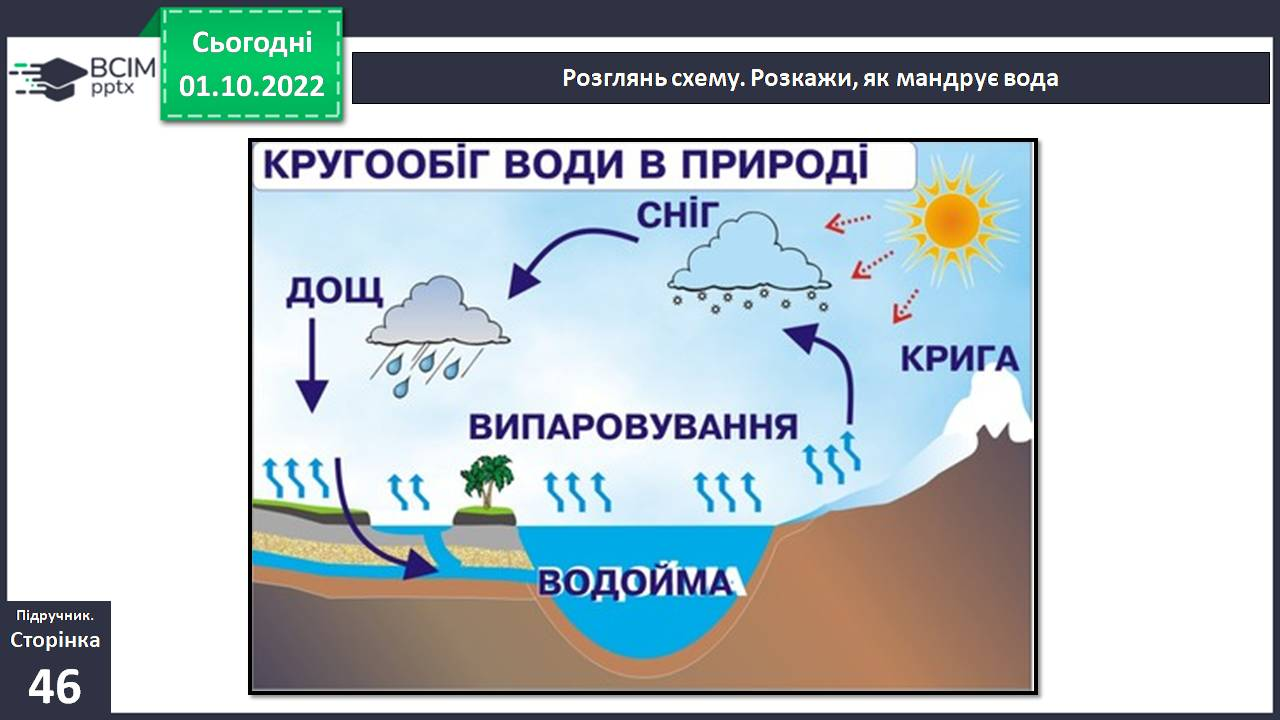 Сьогодні
01.10.2022
ВСІМ
pptx
Розглянь схему. Розкажи, як мандрує вода
КРУГООБІГ ВОДИ В ПРИРОДІ
СНІГ
ДОЩ
КРИГА
ВИПАРОВУВАННЯ
ВОДОЙМА
Підручник.
Сторінка
46